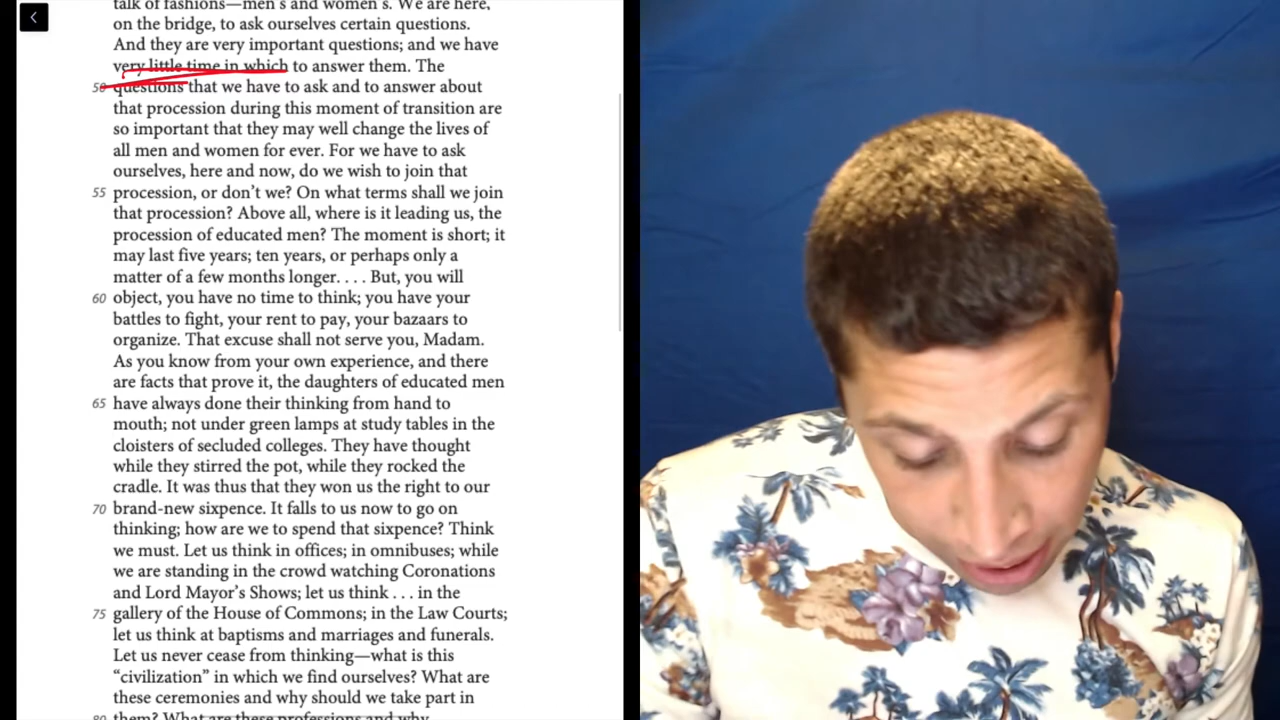 talk of fashions—men's and women's. We are here,
on the bridge, to ask ourselves certain questions.
And they are very important questions; and we have
very little time in which to answer them. The
50 questions that we have to ask and to answer about
that procession during this moment of transition are
so important that they may well change the lives of
all men and women for ever. For we have to ask
ourselves, here and now, do we wish to join that
55 procession, or don't we? On what terms shall we join
that procession? Above all, where is it leading us, the
procession of educated men? The moment is short; it
may last five years; ten years, or perhaps only a
matter of a few months longer. . . . But, you will
60 object, you have no time to think; you have your
battles to fight, your rent to pay, your bazaars to
organize. That excuse shall not serve you, Madam.
As you know from your own experience, and there
are facts that prove it, the daughters of educated men
65 have always done their thinking from hand to
mouth; not under green lamps at study tables in the
cloisters of secluded colleges. They have thought
while they stirred the pot, while they rocked the
cradle. It was thus that they won us the right to our
70 brand-new sixpence. It falls to us now to go on
thinking; how are we to spend that sixpence? Think
we must. Let us think in offices; in omnibuses; while
we are standing in the crowd watching Coronations
and Lord Mayor's Shows; let us think . . . in the
75 gallery of the House of Commons; in the Law Courts;
let us think at baptisms and marriages and funerals.
Let us never cease from thinking—what is this
“civilization” in which we find ourselves? What are
these ceremonies and why should we take part in
80 them? What are these professions and why